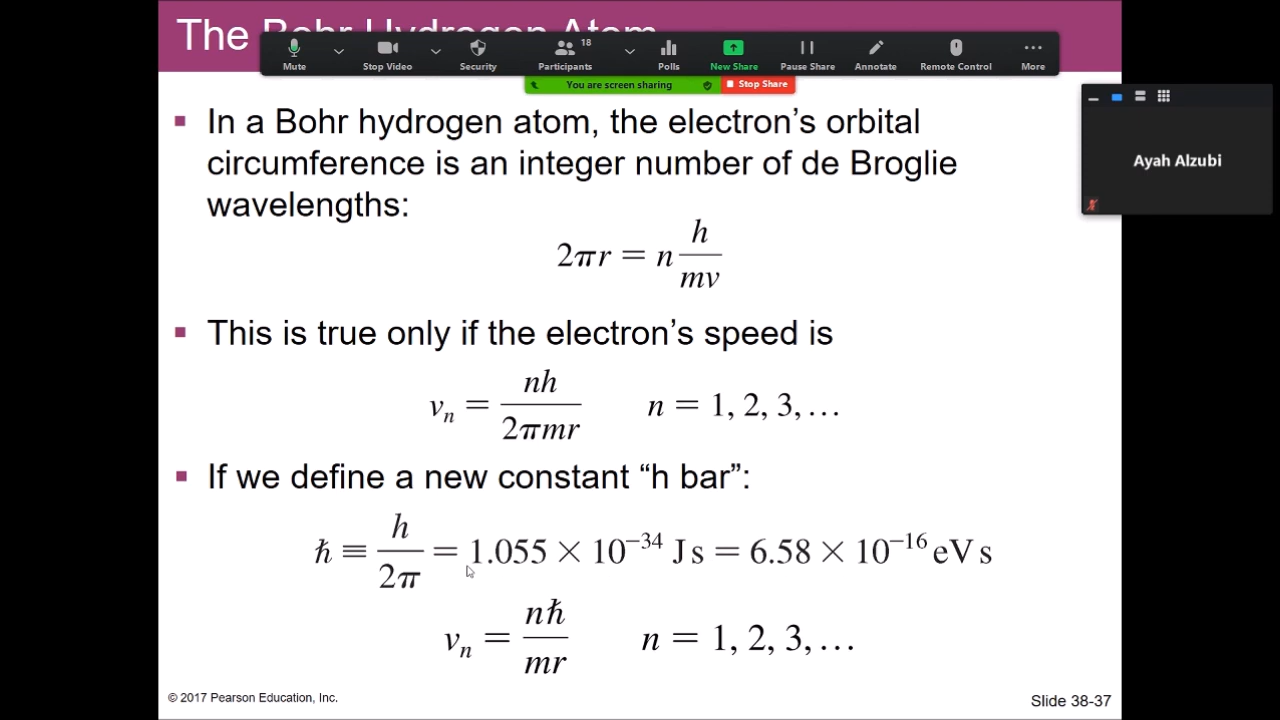 The Bohr Hydrogen Atom
Mute
Stop Video
Security
Participants
18
Polls
New Share
Pause Share
Annotate
Remote Control
More
You are screen sharing
Stop Share
Ayah Alzubi
▪ In a Bohr hydrogen atom, the electron’s orbital
circumference is an integer number of de Broglie
wavelengths:
2πr = n h/mv
▪ This is true only if the electron’s speed is
vₙ = nh/2πmr n = 1, 2, 3, …
▪ If we define a new constant “h bar”:
ℏ ≡ h/2π = 1.055 × 10⁻³⁴ J s = 6.58 × 10⁻¹⁶ eV s
vₙ = nℏ/mr n = 1, 2, 3, …
© 2017 Pearson Education, Inc.
Slide 38-37